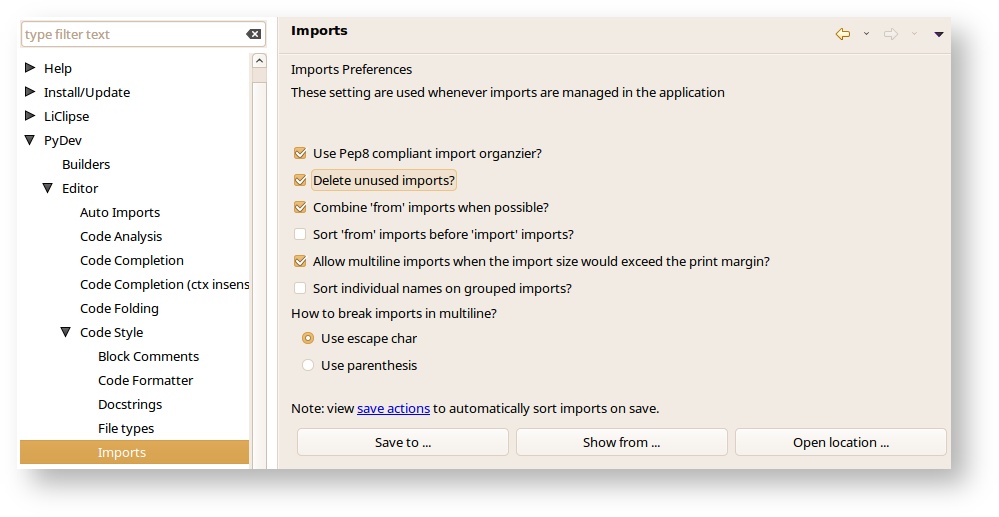 type filter text
Help
Install/Update
LiClipse
PyDev
Builders
Editor
Auto Imports
Code Analysis
Code Completion
Code Completion (ctx insens
Code Folding
Code Style
Block Comments
Code Formatter
Docstrings
File types
Imports
Imports
Imports Preferences
These setting are used whenever imports are managed in the application
Use Pep8 compliant import organzier?
Delete unused imports?
Combine 'from' imports when possible?
Sort 'from' imports before 'import' imports?
Allow multiline imports when the import size would exceed the print margin?
Sort individual names on grouped imports?
How to break imports in multiline?
Use escape char
Use parenthesis
Note: view save actions to automatically sort imports on save.
Save to ...
Show from ...
Open location ...